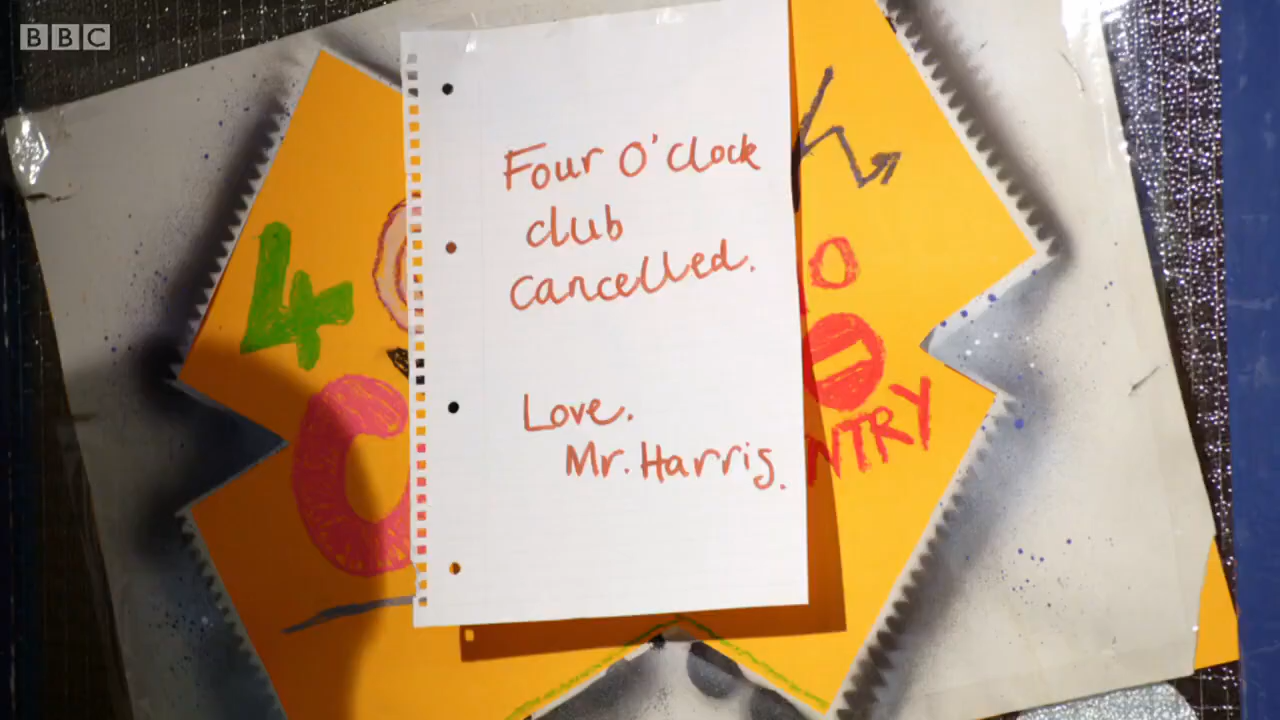 BBC
Four O'Clock
club
cancelled.
Love.
Mr. Harris.
4 O
C
O
NTRY